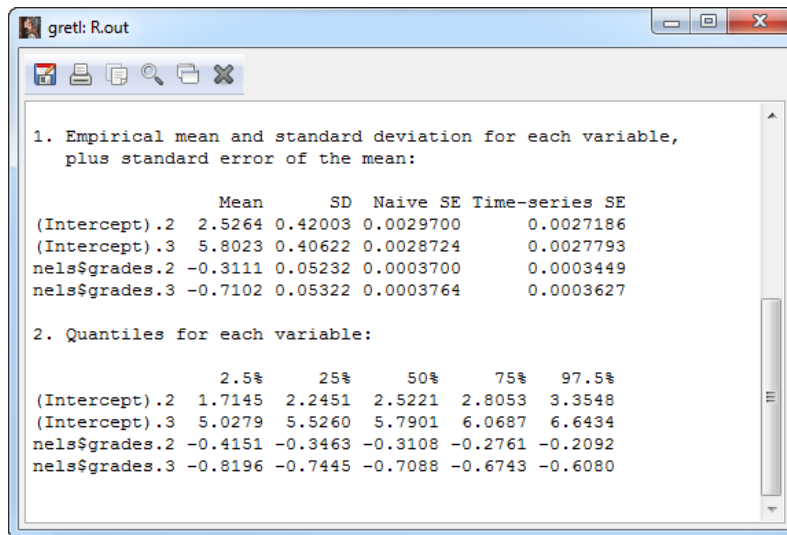 gretl: R.out
1. Empirical mean and standard deviation for each variable,
   plus standard error of the mean:
                 Mean      SD  Naive SE Time-series SE
(Intercept).2  2.5264 0.42003 0.0029700      0.0027186
(Intercept).3  5.8023 0.40622 0.0028724      0.0027793
nels$grades.2 -0.3111 0.05232 0.0003700      0.0003449
nels$grades.3 -0.7102 0.05322 0.0003764      0.0003627
2. Quantiles for each variable:
                 2.5%     25%     50%     75%   97.5%
(Intercept).2  1.7145  2.2451  2.5221  2.8053  3.3548
(Intercept).3  5.0279  5.5260  5.7901  6.0687  6.6434
nels$grades.2 -0.4151 -0.3463 -0.3108 -0.2761 -0.2092
nels$grades.3 -0.8196 -0.7445 -0.7088 -0.6743 -0.6080